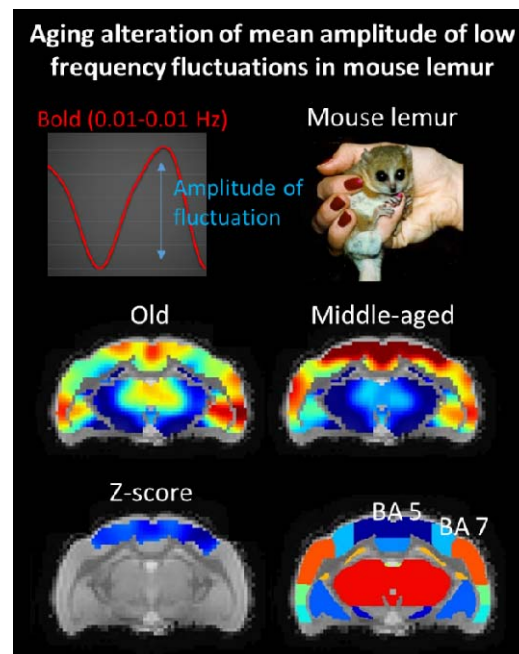 Aging alteration of mean amplitude of low
frequency fluctuations in mouse lemur
Bold (0.01-0.01 Hz)
Mouse lemur
Amplitude of
fluctuation
Old
Middle-aged
Z-score
BA 5
BA 7